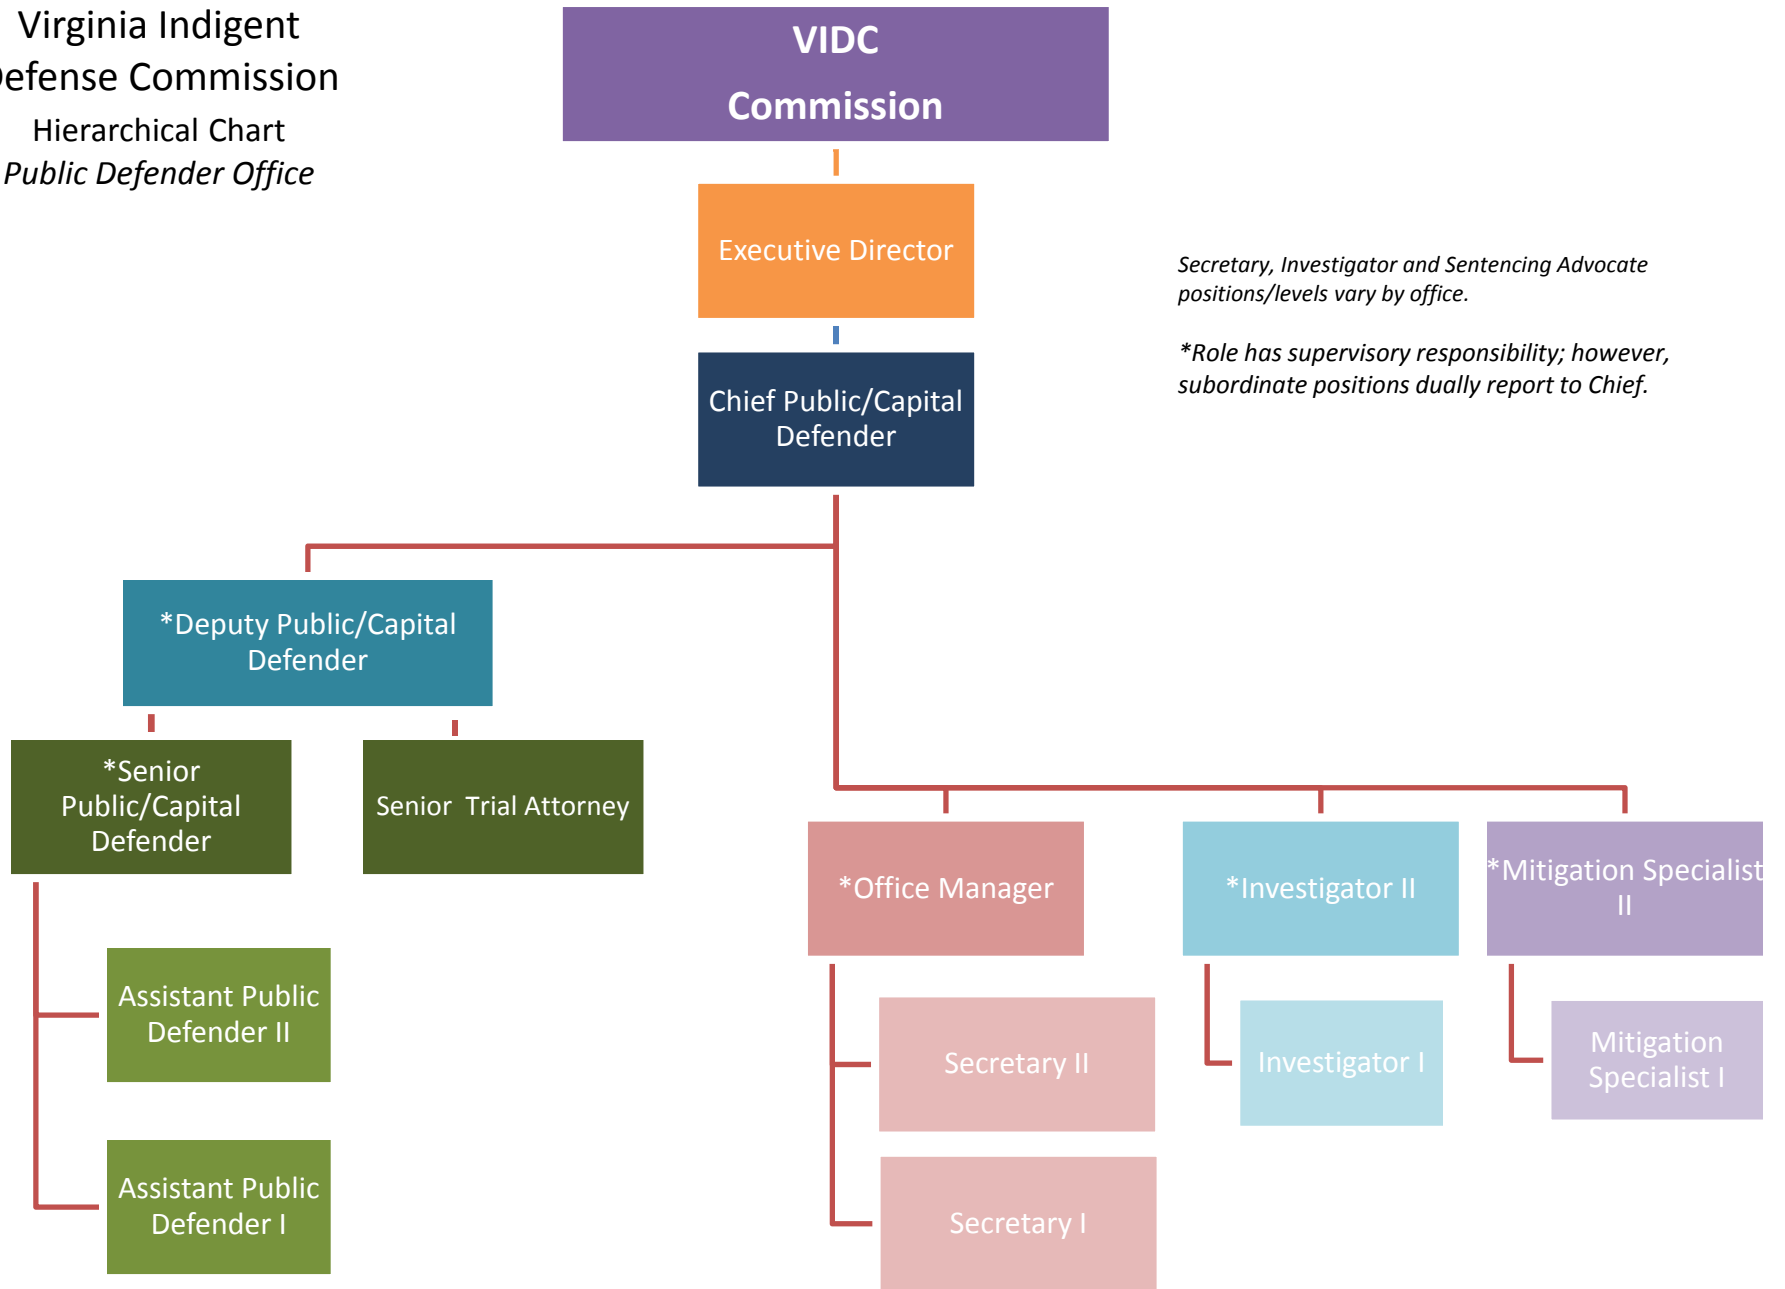 Virginia Indigent
Defense Commission
Hierarchical Chart
Public Defender Office
VIDC
Commission
Executive Director
Secretary, Investigator and Sentencing Advocate
positions/levels vary by office.
*Role has supervisory responsibility; however,
subordinate positions dually report to Chief.
Chief Public/Capital
Defender
*Deputy Public/Capital
Defender
*Senior
Public/Capital
Defender
Senior Trial Attorney
*Office Manager
*Investigator II
*Mitigation Specialist
II
Assistant Public
Defender II
Secretary II
Investigator I
Mitigation
Specialist I
Assistant Public
Defender I
Secretary I